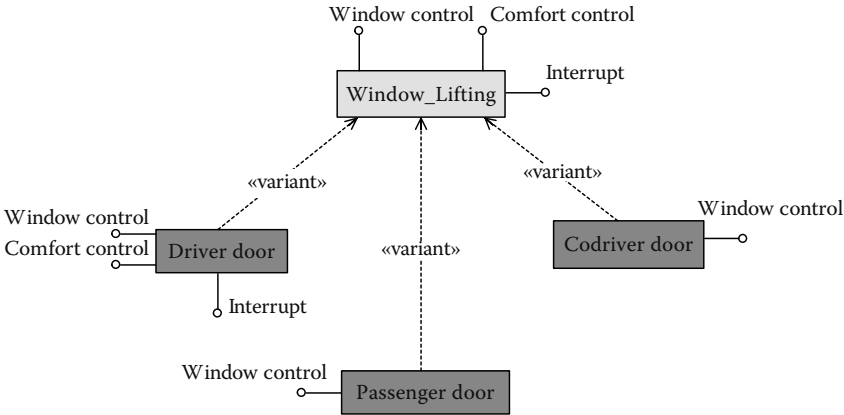 Window control
Comfort control
Interrupt
Window_Lifting
«variant»
«variant»
Window control
Window control
Driver door
Codriver door
Comfort control
«variant»
Interrupt
Window control
Passenger door